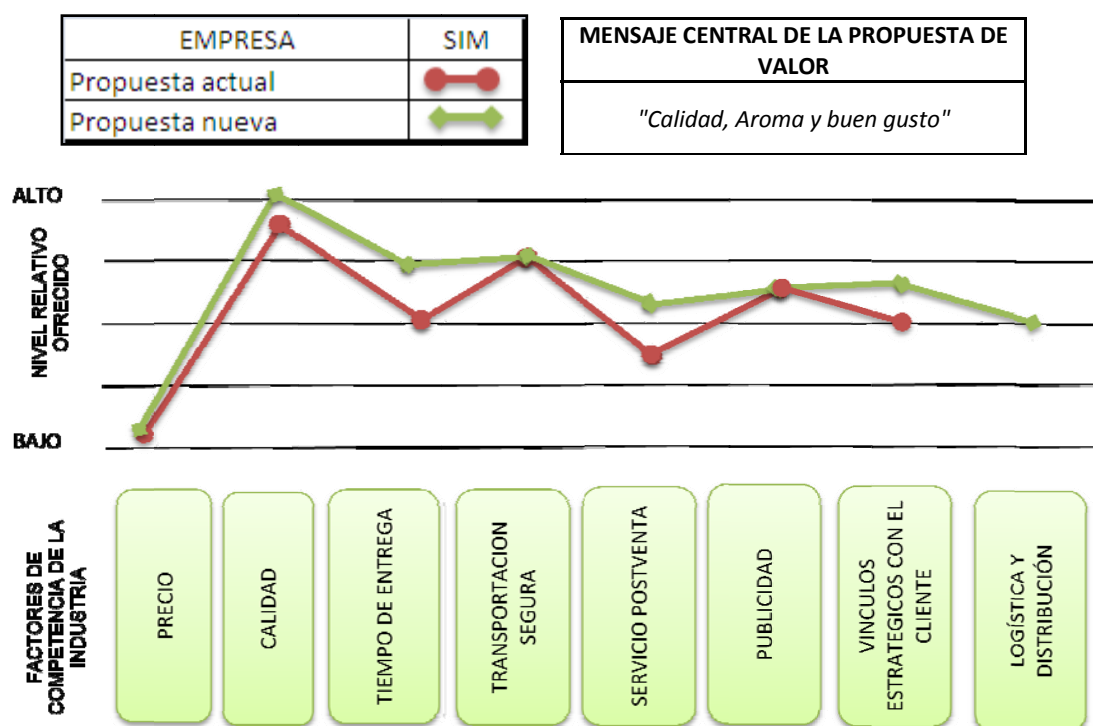 EMPRESA SIM
Propuesta actual
Propuesta nueva
MENSAJE CENTRAL DE LA PROPUESTA DE
VALOR
"Calidad, Aroma y buen gusto"
ALTO
NIVEL RELATIVO
OFRECIDO
BAJO
FACTORES DE
COMPETENCIA DE LA
INDUSTRIA
PRECIO
CALIDAD
TIEMPO DE ENTREGA
TRANSPORTACION
SEGURA
SERVICIO POSTVENTA
PUBLICIDAD
VINCULOS
ESTRATEGICOS CON EL
CLIENTE
LOGÍSTICA Y
DISTRIBUCIÓN